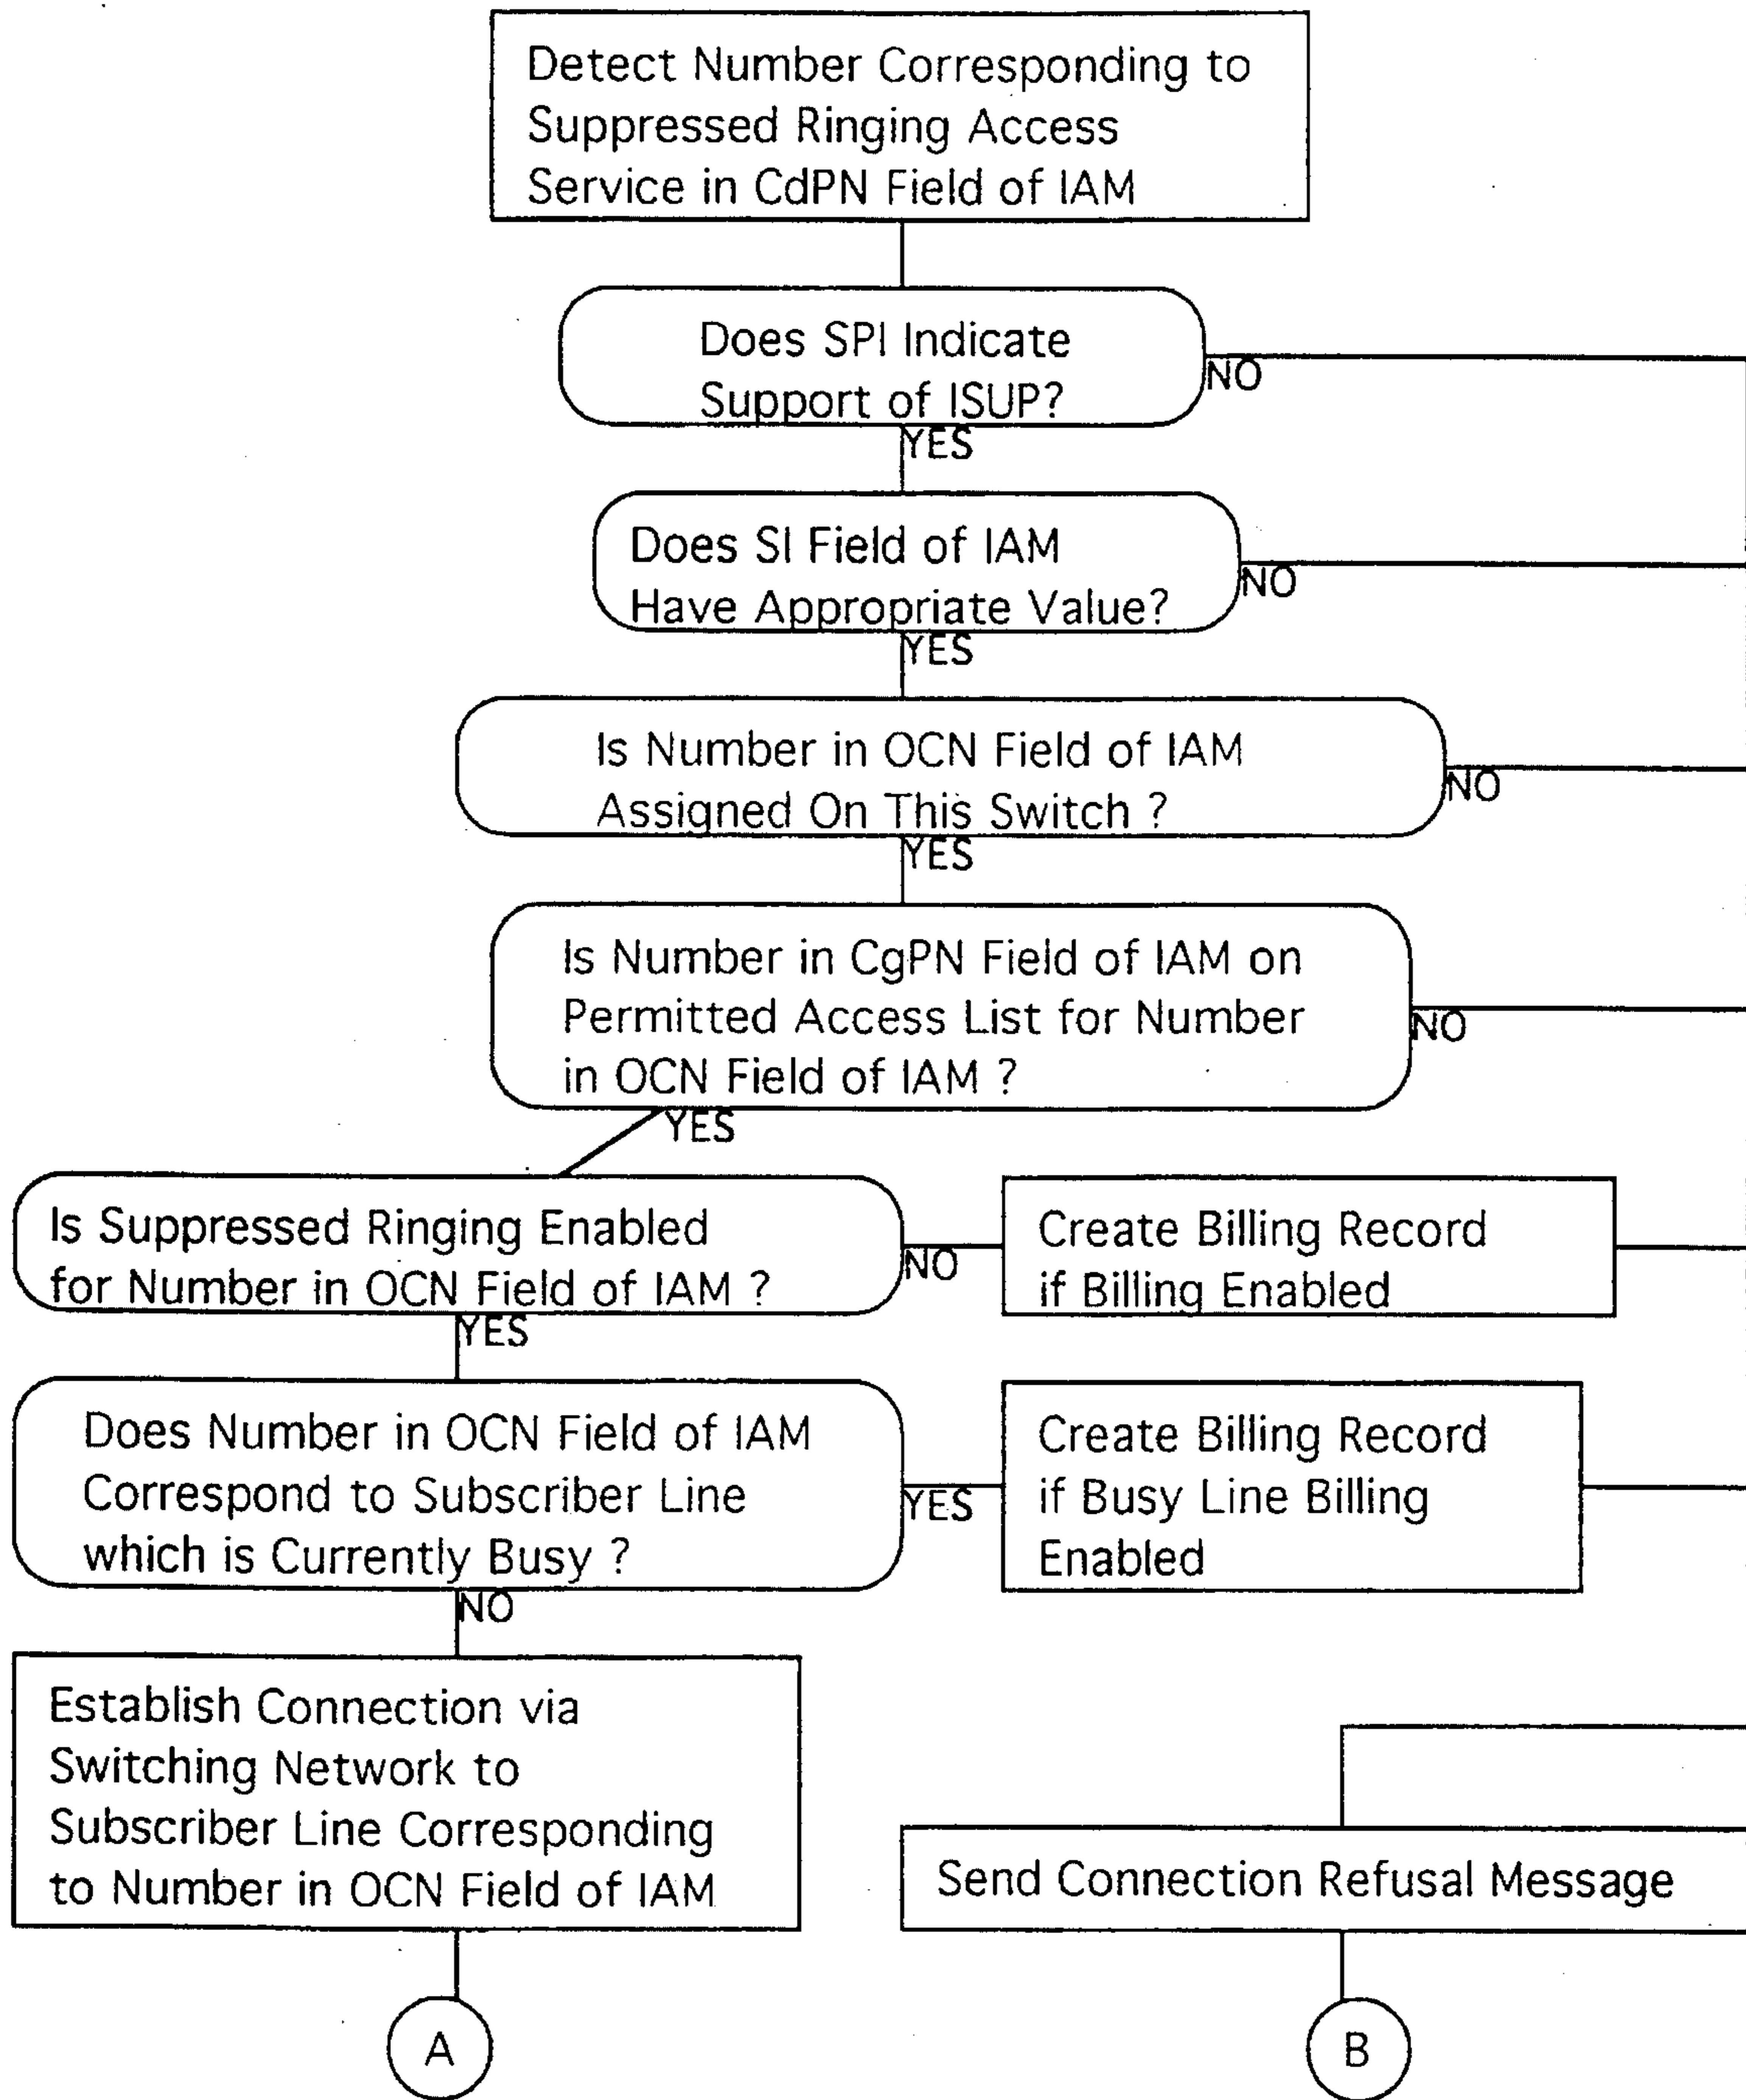 Detect Number Corresponding to
Suppressed Ringing Access
Service in CdPN Field of IAM
Does SPI Indicate
Support of ISUP?
NO
YES
Does SI Field of IAM
Have Appropriate Value?
NO
YES
Is Number in OCN Field of IAM
Assigned On This Switch ?
NO
YES
Is Number in CgPN Field of IAM on
Permitted Access List for Number
in OCN Field of IAM ?
NO
YES
Is Suppressed Ringing Enabled
for Number in OCN Field of IAM ?
NO
Create Billing Record
if Billing Enabled
YES
Does Number in OCN Field of IAM
Correspond to Subscriber Line
which is Currently Busy ?
YES
Create Billing Record
if Busy Line Billing
Enabled
NO
Establish Connection via
Switching Network to
Subscriber Line Corresponding
to Number in OCN Field of IAM
Send Connection Refusal Message
A
B